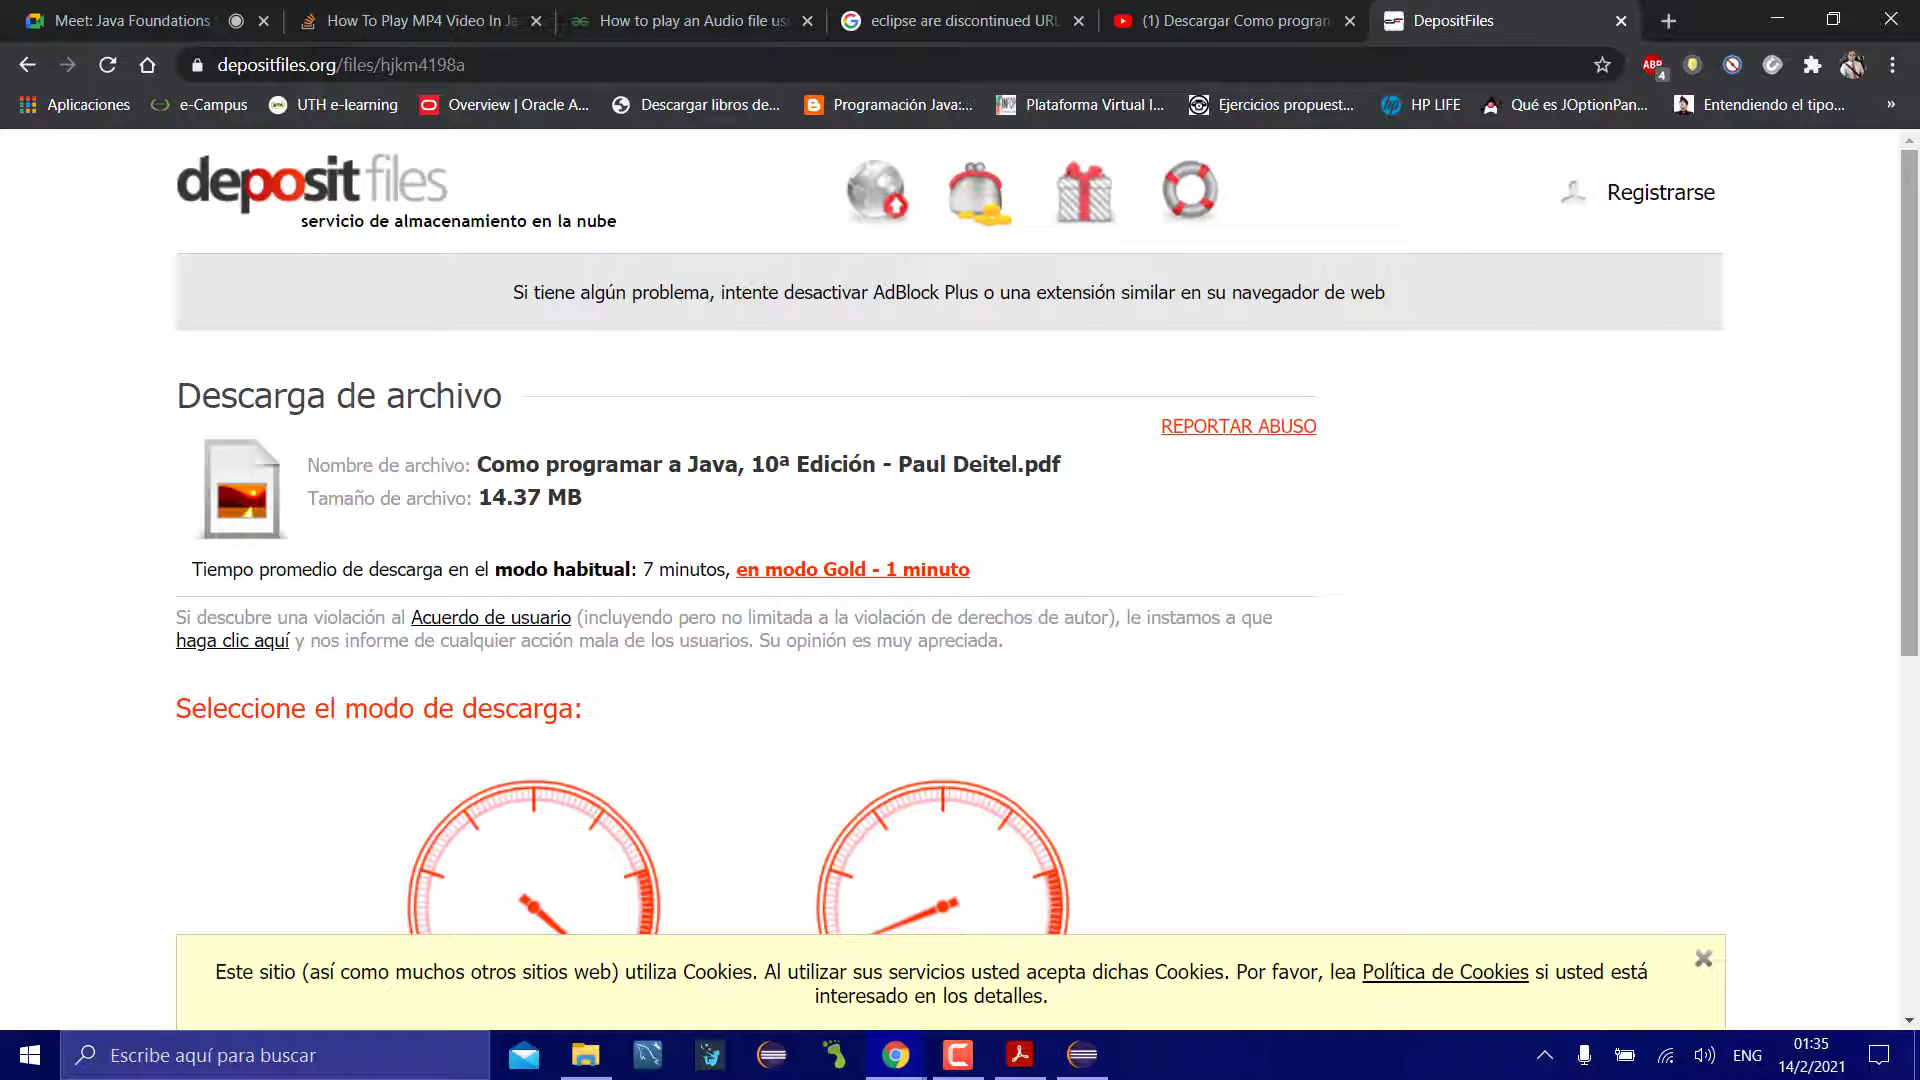 Meet: Java Foundations
How To Play MP4 Video In Ja
How to play an Audio file us
eclipse are discontinued URL
(1) Descargar Como program
DepositFiles
depositfiles.org/files/hjkm4198a
ABP
4
Aplicaciones
e-Campus
UTH e-learning
Overview | Oracle A...
Descargar libros de...
Programación Java:...
Plataforma Virtual I...
Ejercicios propuest...
HP LIFE
Qué es JOptionPan...
Entendiendo el tipo...
»
depositfiles
servicio de almacenamiento en la nube
Registrarse
Si tiene algún problema, intente desactivar AdBlock Plus o una extensión similar en su navegador de web
Descarga de archivo
REPORTAR ABUSO
Nombre de archivo: Como programar a Java, 10ª Edición - Paul Deitel.pdf
Tamaño de archivo: 14.37 MB
Tiempo promedio de descarga en el modo habitual: 7 minutos, en modo Gold - 1 minuto
Si descubre una violación al Acuerdo de usuario (incluyendo pero no limitada a la violación de derechos de autor), le instamos a que
haga clic aquí y nos informe de cualquier acción mala de los usuarios. Su opinión es muy apreciada.
Seleccione el modo de descarga:
Este sitio (así como muchos otros sitios web) utiliza Cookies. Al utilizar sus servicios usted acepta dichas Cookies. Por favor, lea Política de Cookies si usted está
interesado en los detalles.
Escribe aquí para buscar
ENG
01:35
14/2/2021